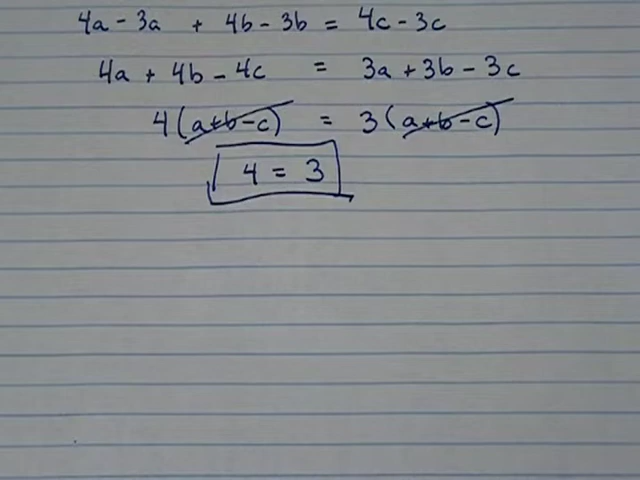 4a - 3a + 4b - 3b = 4c - 3c
4a + 4b - 4c = 3a + 3b - 3c
4 (a+b-c) = 3 (a+b-c)
4 = 3